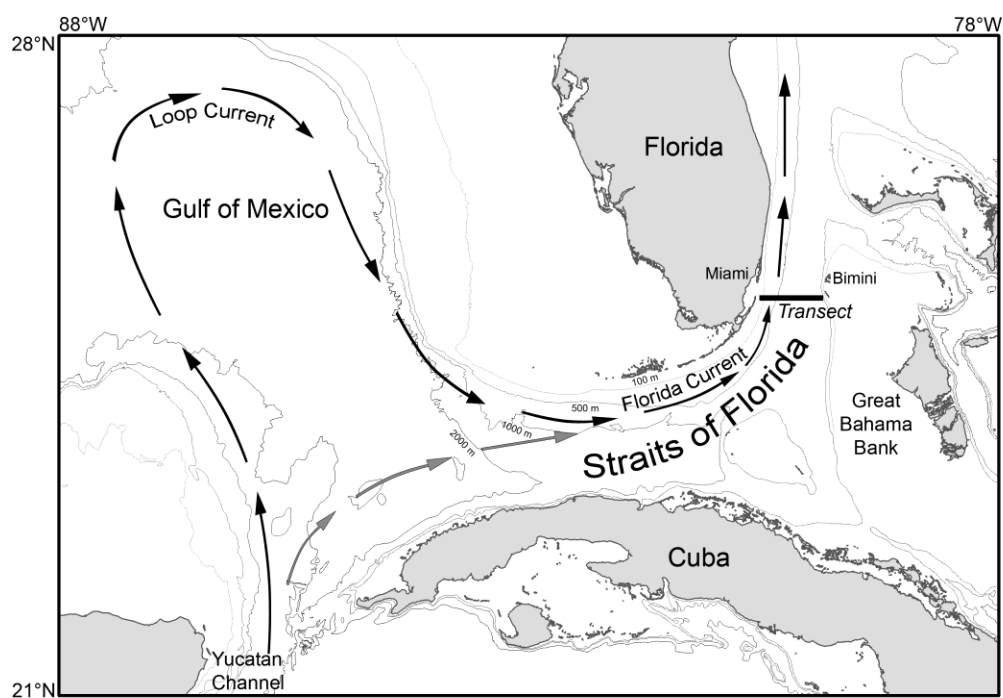 88°W
78°W
28°N
Loop Current
Florida
Gulf of Mexico
Miami
Bimini
Transect
100 m
Florida Current
500 m
1000 m
2000 m
Straits of Florida
Great
Bahama
Bank
Cuba
Yucatan
Channel
21°N